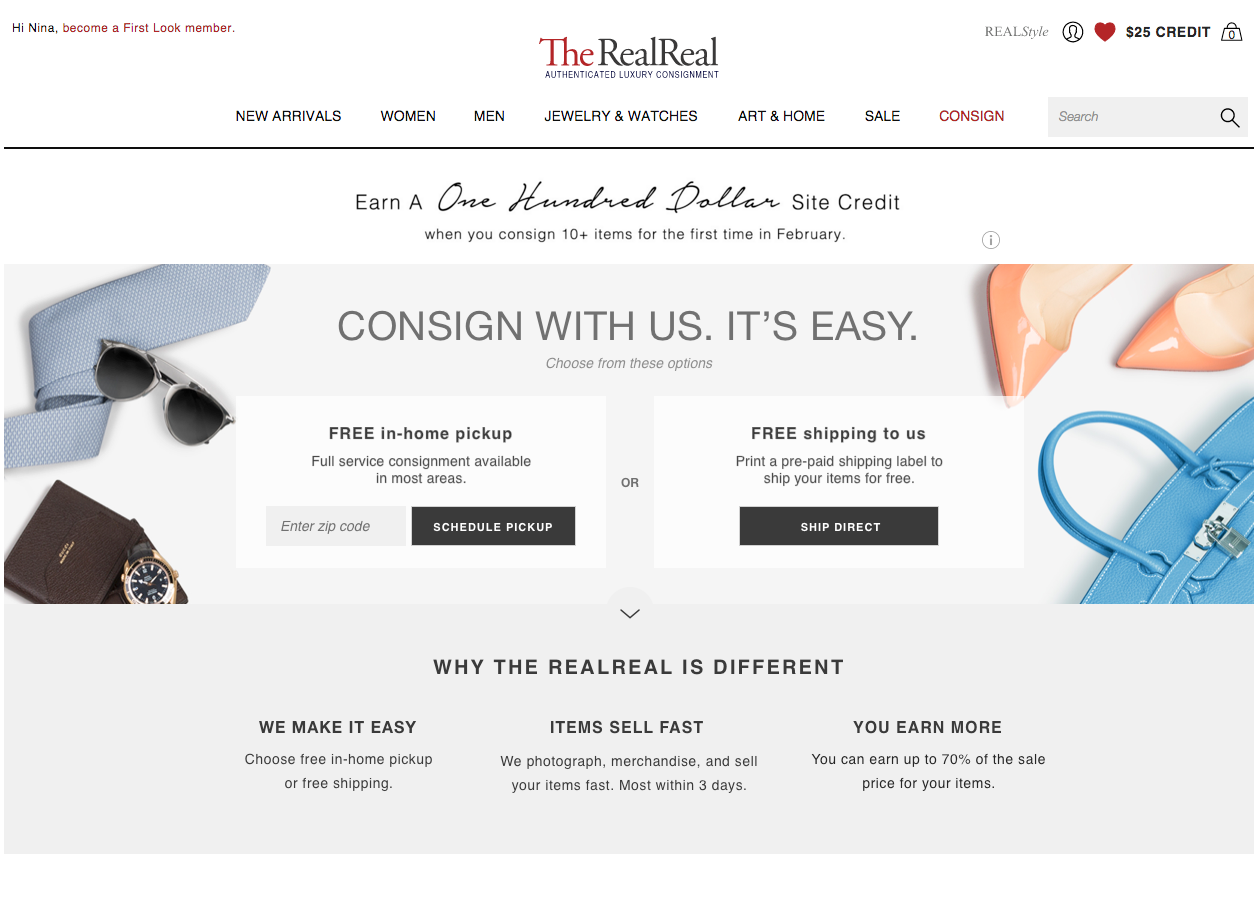 Hi Nina, become a First Look member.
REALStyle
$25 CREDIT
0
The RealReal
AUTHENTICATED LUXURY CONSIGNMENT
NEW ARRIVALS WOMEN MEN JEWELRY & WATCHES ART & HOME SALE CONSIGN
Search
Earn A One Hundred Dollar Site Credit
when you consign 10+ items for the first time in February.
i
CONSIGN WITH US. IT'S EASY.
Choose from these options
FREE in-home pickup
Full service consignment available
in most areas.
Enter zip code
SCHEDULE PICKUP
OR
FREE shipping to us
Print a pre-paid shipping label to
ship your items for free.
SHIP DIRECT
WHY THE REALREAL IS DIFFERENT
WE MAKE IT EASY
Choose free in-home pickup
or free shipping.
ITEMS SELL FAST
We photograph, merchandise, and sell
your items fast. Most within 3 days.
YOU EARN MORE
You can earn up to 70% of the sale
price for your items.